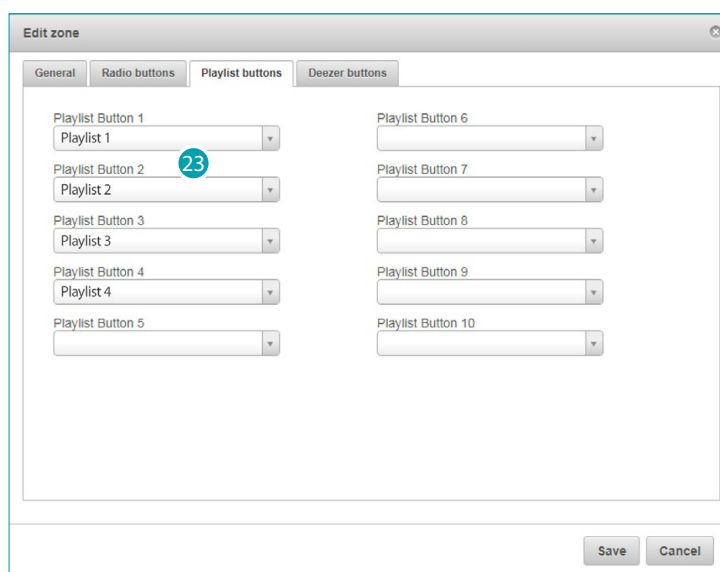 Edit zone
General
Radio buttons
Playlist buttons
Deezer buttons
Playlist Button 1
Playlist 1
Playlist Button 2
23
Playlist 2
Playlist Button 3
Playlist 3
Playlist Button 4
Playlist 4
Playlist Button 5
Playlist Button 6
Playlist Button 7
Playlist Button 8
Playlist Button 9
Playlist Button 10
Save
Cancel